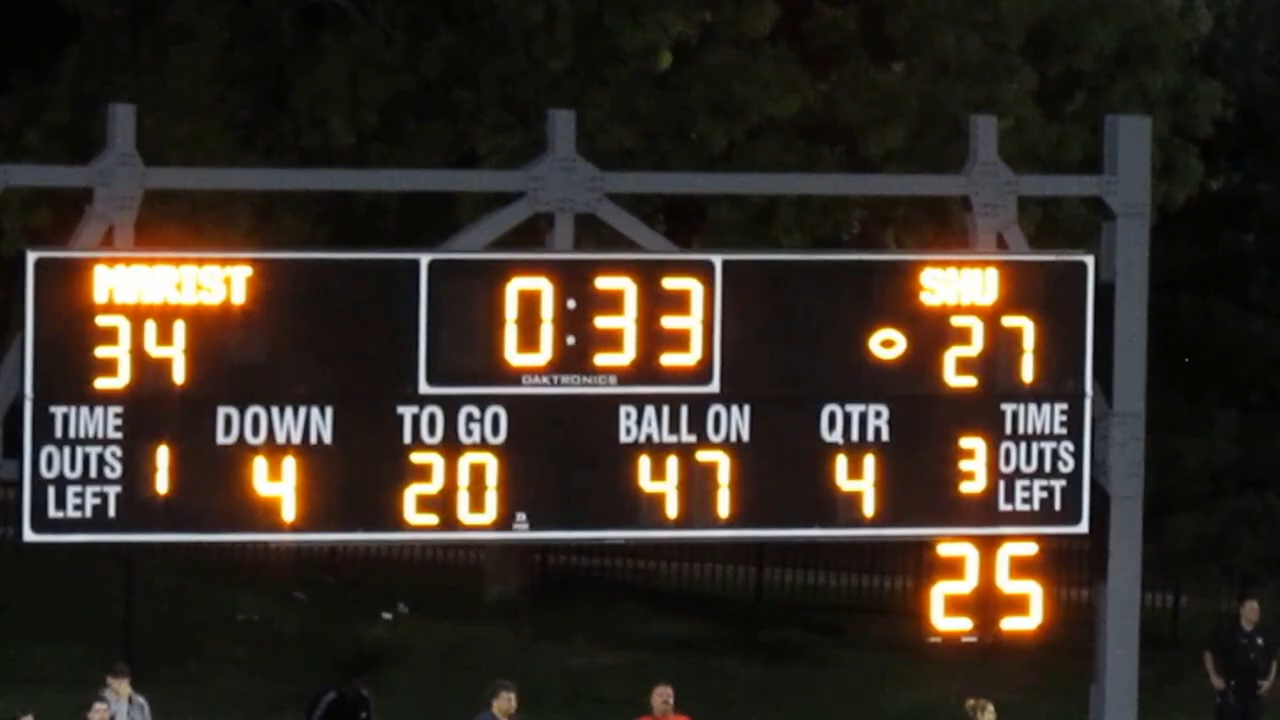 MARIST 0:33 SHU
34 27
DAKTRONICS
TIME OUTS LEFT 1 DOWN 4 TO GO 20 BALL ON 47 QTR 4 3 TIME OUTS LEFT
25